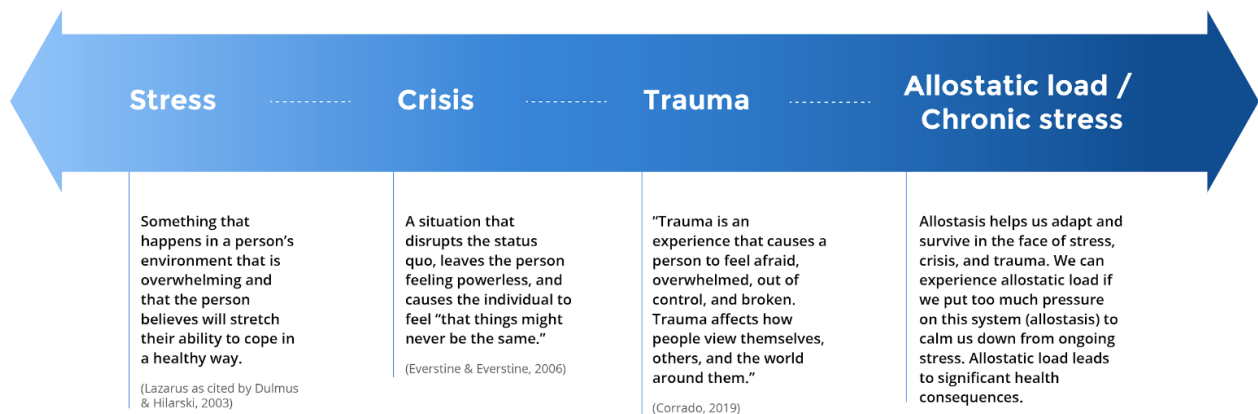 Stress
Crisis
Trauma
Allostatic load /
Chronic stress
Something that
happens in a person's
environment that is
overwhelming and
that the person
believes will stretch
their ability to cope in
a healthy way.
(Lazarus as cited by Dulmus
& Hilarski, 2003)
A situation that
disrupts the status
quo, leaves the person
feeling powerless, and
causes the individual to
feel “that things might
never be the same.”
(Everstine & Everstine, 2006)
“Trauma is an
experience that causes a
person to feel afraid,
overwhelmed, out of
control, and broken.
Trauma affects how
people view themselves,
others, and the world
around them.”
(Corrado, 2019)
Allostasis helps us adapt and
survive in the face of stress,
crisis, and trauma. We can
experience allostatic load if
we put too much pressure
on this system (allostasis) to
calm us down from ongoing
stress. Allostatic load leads
to significant health
consequences.